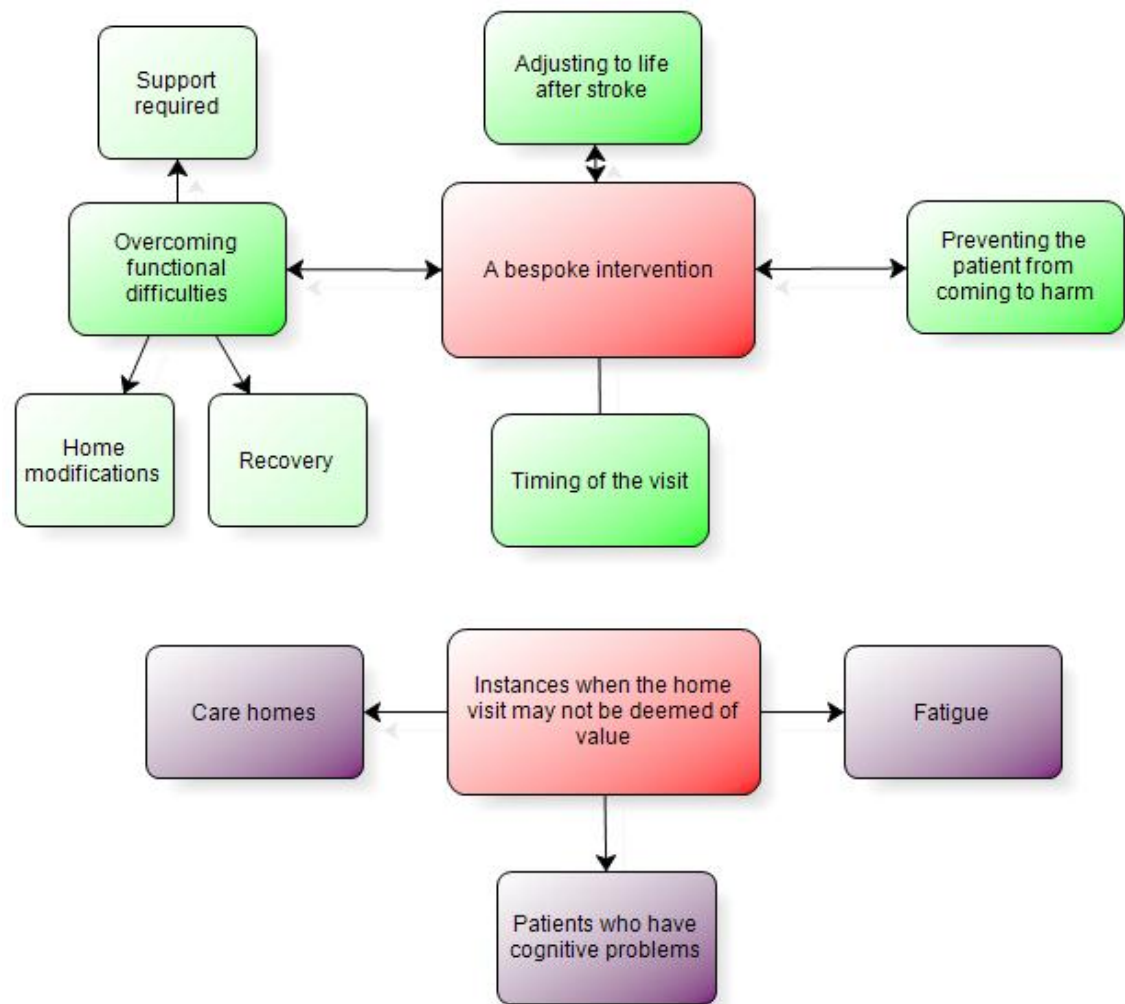 Support
required
Adjusting to life
after stroke
Overcoming
functional
difficulties
A bespoke intervention
Preventing the
patient from
coming to harm
Home
modifications
Recovery
Timing of the visit
Care homes
Instances when the home
visit may not be deemed of
value
Fatigue
Patients who have
cognitive problems